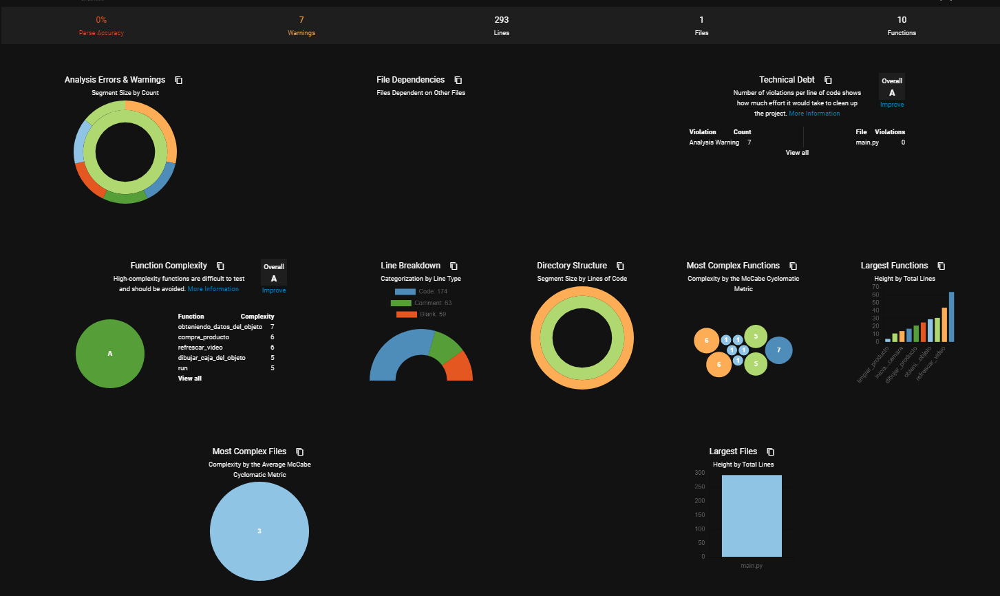 0%
Parse Accuracy
7
Warnings
293
Lines
1
Files
10
Functions
Analysis Errors & Warnings
Segment Size by Count
File Dependencies
Files Dependent on Other Files
Technical Debt
Number of violations per line of code shows
how much effort it would take to clean up
the project. More Information
Overall
A
Improve
Violation Count
Analysis Warning 7
File Violations
main.py 0
View all
Function Complexity
High-complexity functions are difficult to test
and should be avoided. More Information
Overall
A
Improve
A
Function Complexity
obteniendo_datos_del_objeto 7
compra_producto 6
refrescar_video 6
dibujar_caja_del_objeto 5
run 5
View all
Line Breakdown
Categorization by Line Type
Code: 174
Comment: 63
Blank: 59
Directory Structure
Segment Size by Lines of Code
Most Complex Functions
Complexity by the McCabe Cyclomatic
Metric
6
1
1
5
7
1
1
6
1
5
Largest Functions
Height by Total Lines
70
60
50
40
30
20
10
0
limpiar_producto
inicia...camara
dibujar_producto
obteni...objeto
refrescar_video
Most Complex Files
Complexity by the Average McCabe
Cyclomatic Metric
3
Largest Files
Height by Total Lines
300
250
200
150
100
50
0
main.py